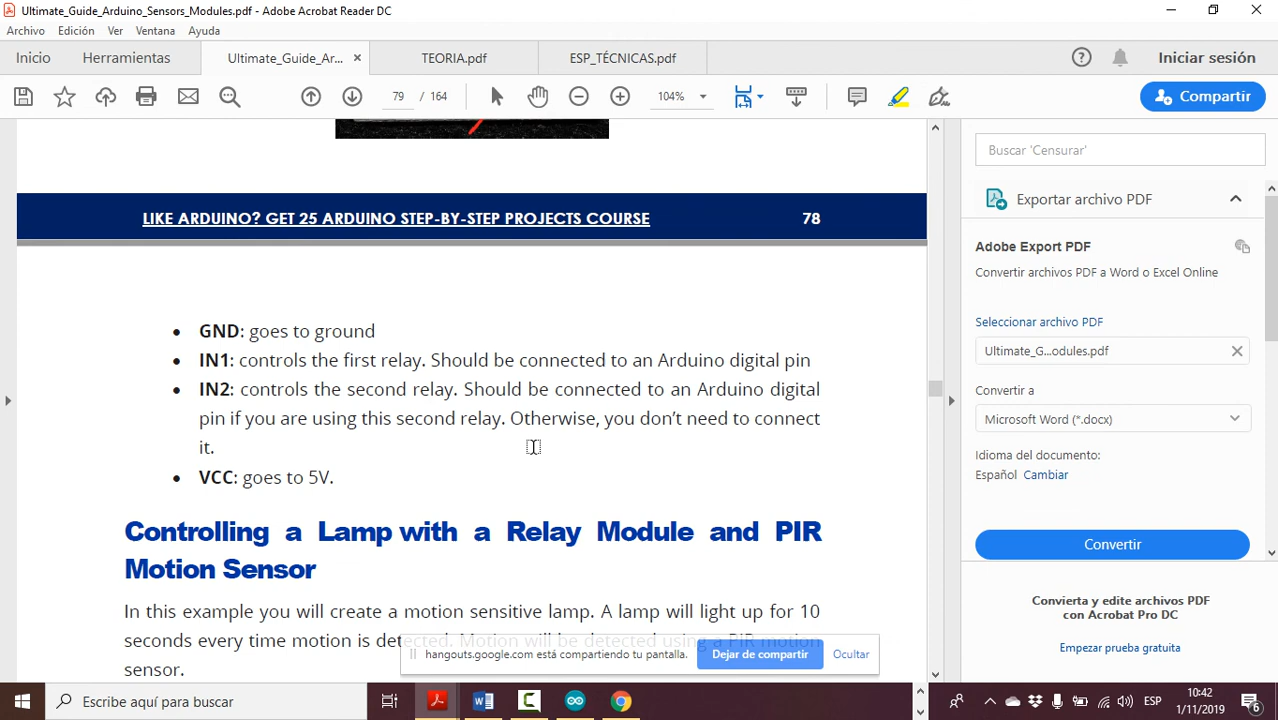 Ultimate_Guide_Arduino_Sensors_Modules.pdf - Adobe Acrobat Reader DC
Archivo Edición Ver Ventana Ayuda
Inicio Herramientas Ultimate_Guide_Ar... TEORIA.pdf ESP_TÉCNICAS.pdf Iniciar sesión
79 / 164 104% Compartir
Buscar 'Censurar'
Exportar archivo PDF
LIKE ARDUINO? GET 25 ARDUINO STEP-BY-STEP PROJECTS COURSE 78
Adobe Export PDF
Convertir archivos PDF a Word o Excel Online
Seleccionar archivo PDF
Ultimate_G...odules.pdf
Convertir a
Microsoft Word (*.docx)
Idioma del documento:
Español Cambiar
Convertir
Convierta y edite archivos PDF
con Acrobat Pro DC
Empezar prueba gratuita
• GND: goes to ground
• IN1: controls the first relay. Should be connected to an Arduino digital pin
• IN2: controls the second relay. Should be connected to an Arduino digital
pin if you are using this second relay. Otherwise, you don't need to connect
it.
• VCC: goes to 5V.
Controlling a Lamp with a Relay Module and PIR
Motion Sensor
In this example you will create a motion sensitive lamp. A lamp will light up for 10
seconds every time motion is detected. Motion will be detected using a PIR motion
sensor.
hangouts.google.com está compartiendo tu pantalla. Dejar de compartir Ocultar
Escribe aquí para buscar
ESP
10:42
1/11/2019
6